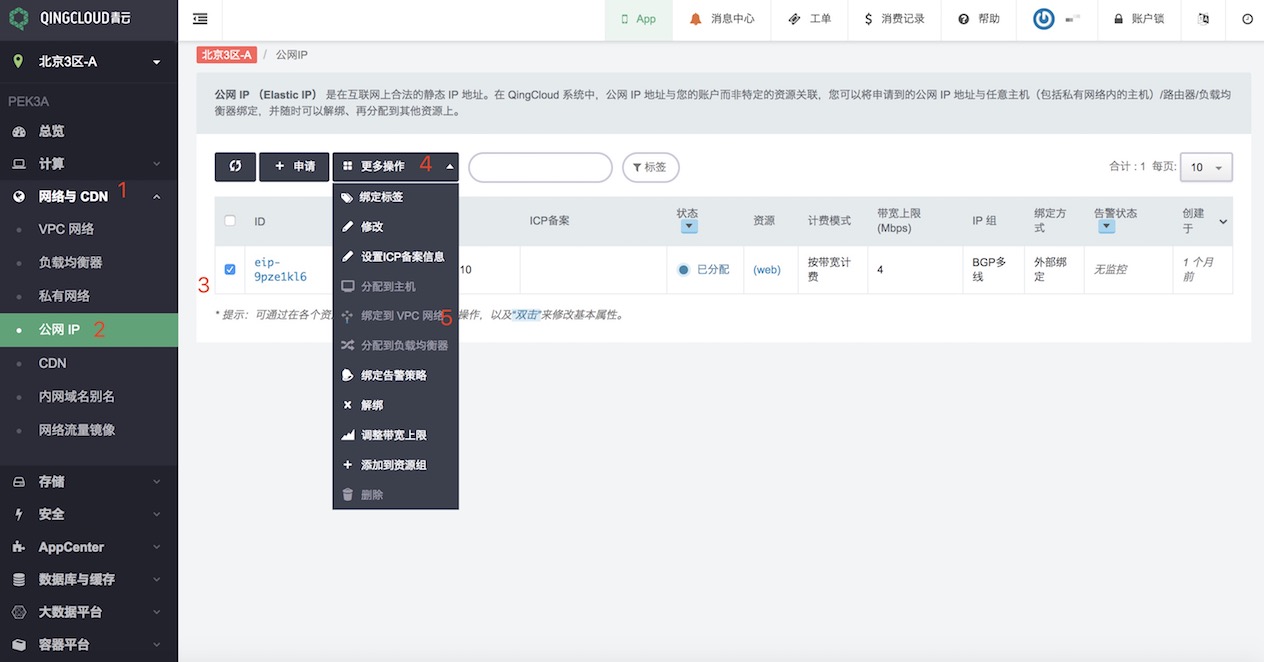 QINGCLOUD青云
App
消息中心
工单
消费记录
帮助
账户锁
北京3区-A
PEK3A
总览
计算
网络与 CDN 1
VPC 网络
负载均衡器
私有网络
公网 IP 2
CDN
内网域名别名
网络流量镜像
存储
安全
AppCenter
数据库与缓存
大数据平台
容器平台
北京3区-A / 公网IP
公网 IP （Elastic IP） 是在互联网上合法的静态 IP 地址。在 QingCloud 系统中，公网 IP 地址与您的账户而非特定的资源关联，您可以将申请到的公网 IP 地址与任意主机（包括私有网络内的主机）/路由器/负载均
衡器绑定，并随时可以解绑、再分配到其他资源上。
申请
更多操作 4
标签
合计：1 每页: 10
绑定标签
修改
设置ICP备案信息
分配到主机
绑定到 VPC 网络 5
分配到负载均衡器
绑定告警策略
解绑
调整带宽上限
添加到资源组
删除
ID
ICP备案
状态
资源
计费模式
带宽上限
(Mbps)
IP 组
绑定方
式
告警状态
创建
于
3
eip-
9pze1kl6
10
已分配
(web)
按带宽计
费
4
BGP多
线
外部绑
定
无监控
1 个月
前
* 提示：可通过在各个资
操作，以及“双击”来修改基本属性。